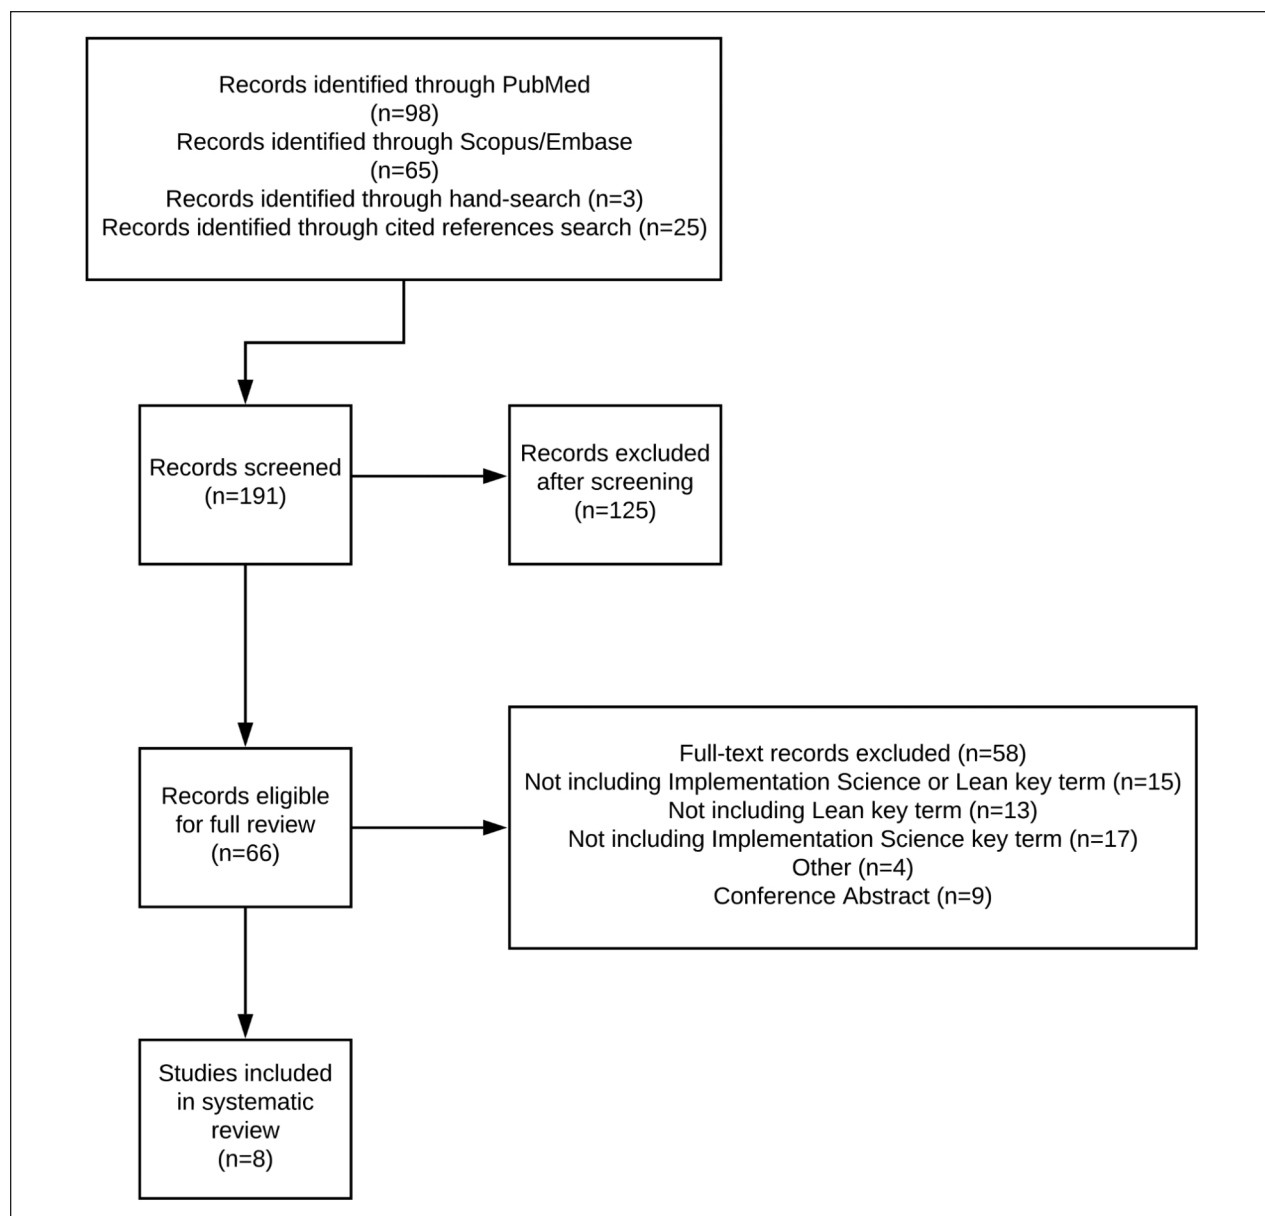 Records identified through PubMed
(n=98)
Records identified through Scopus/Embase
(n=65)
Records identified through hand-search (n=3)
Records identified through cited references search (n=25)
Records screened
(n=191)
Records excluded
after screening
(n=125)
Records eligible
for full review
(n=66)
Full-text records excluded (n=58)
Not including Implementation Science or Lean key term (n=15)
Not including Lean key term (n=13)
Not including Implementation Science key term (n=17)
Other (n=4)
Conference Abstract (n=9)
Studies included
in systematic
review
(n=8)